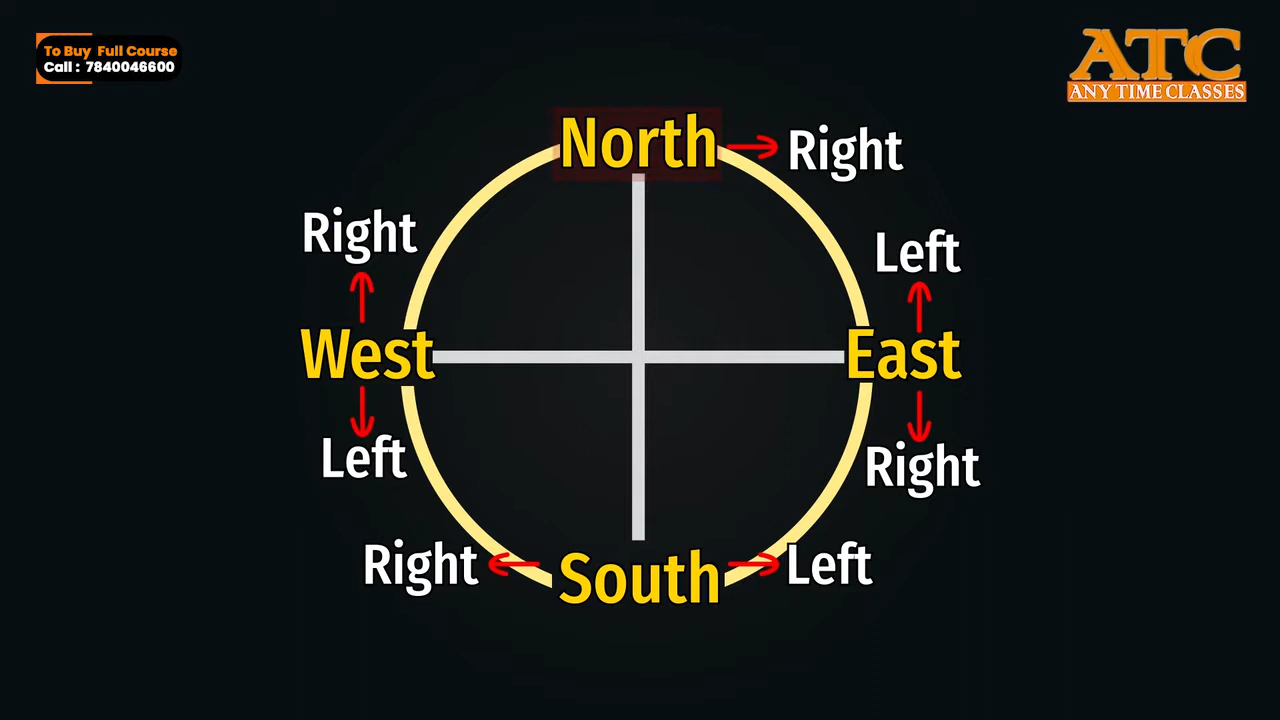 To Buy Full Course
Call : 7840046600
ATC
ANY TIME CLASSES
North
Right
Right
Left
West
East
Left
Right
Right
South
Left